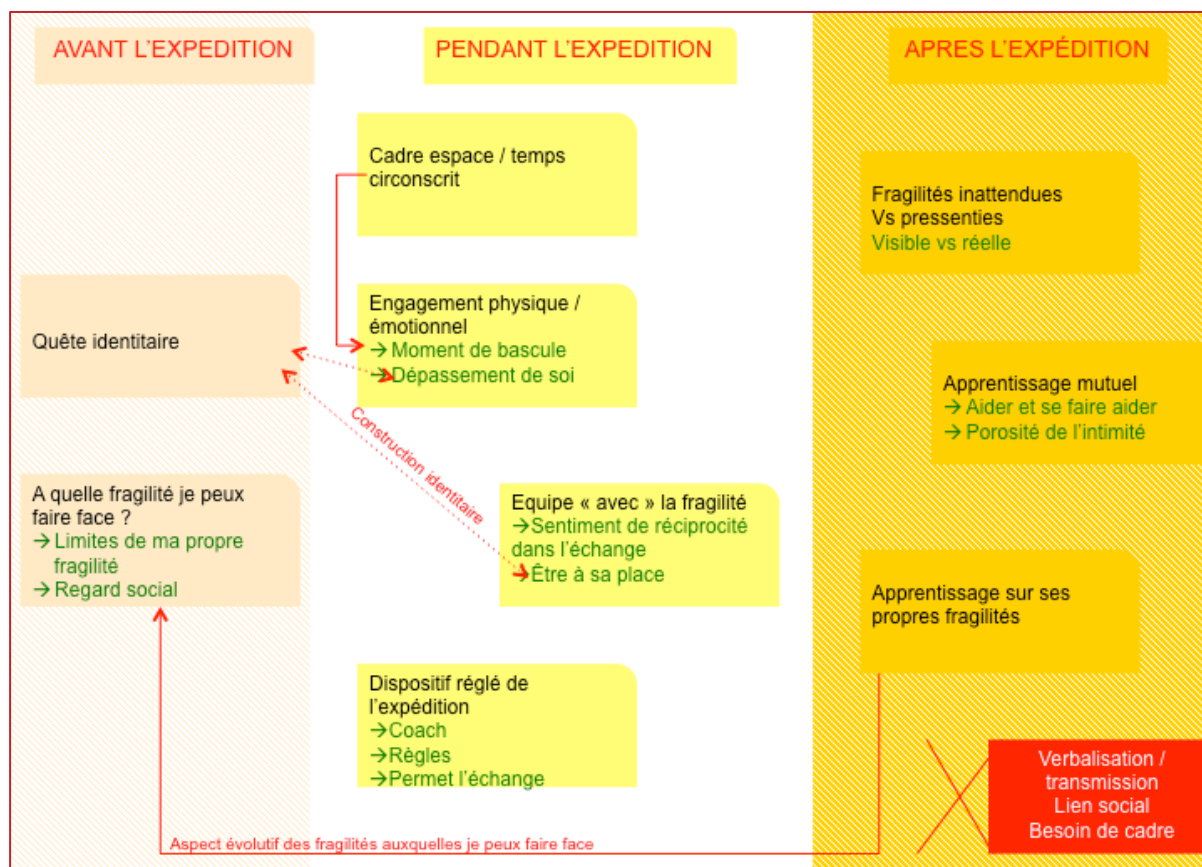 AVANT L'EXPEDITION
PENDANT L'EXPEDITION
APRES L'EXPÉDITION
Quête identitaire
A quelle fragilité je peux
faire face ?
→ Limites de ma propre
fragilité
→ Regard social
Cadre espace / temps
circonscrit
Engagement physique /
émotionnel
→ Moment de bascule
→ Dépassement de soi
Construction identitaire
Equipe « avec » la fragilité
→Sentiment de réciprocité
dans l'échange
→Être à sa place
Dispositif réglé de
l'expédition
→Coach
→Règles
→Permet l'échange
Fragilités inattendues
Vs pressenties
Visible vs réelle
Apprentissage mutuel
→ Aider et se faire aider
→ Porosité de l'intimité
Apprentissage sur ses
propres fragilités
Verbalisation /
transmission
Lien social
Besoin de cadre
Aspect évolutif des fragilités auxquelles je peux faire face